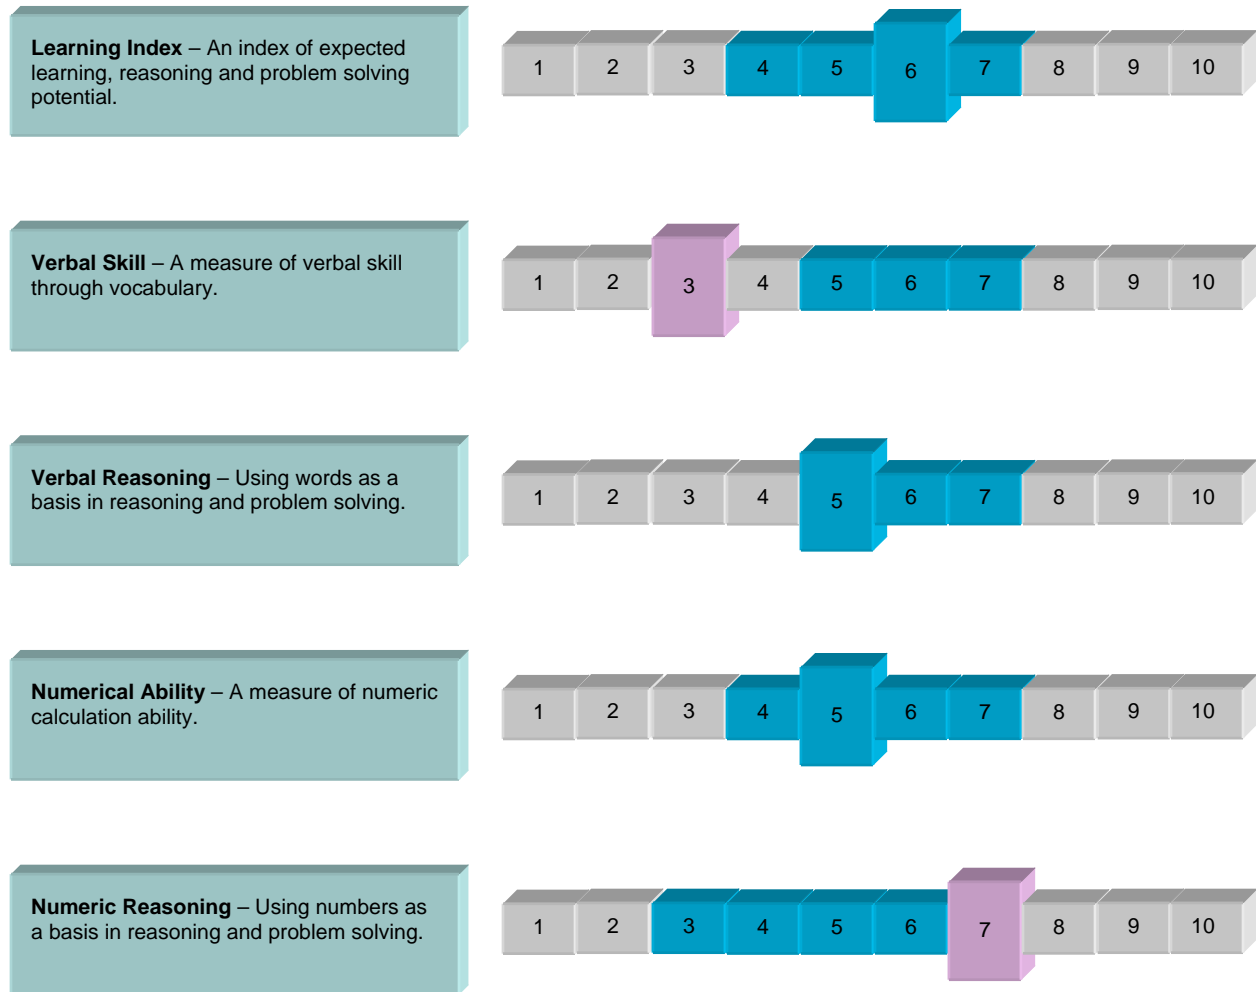 Learning Index – An index of expected
learning, reasoning and problem solving
potential.
1 2 3 4 5 6 7 8 9 10
Verbal Skill – A measure of verbal skill
through vocabulary.
1 2 3 4 5 6 7 8 9 10
Verbal Reasoning – Using words as a
basis in reasoning and problem solving.
1 2 3 4 5 6 7 8 9 10
Numerical Ability – A measure of numeric
calculation ability.
1 2 3 4 5 6 7 8 9 10
Numeric Reasoning – Using numbers as
a basis in reasoning and problem solving.
1 2 3 4 5 6 7 8 9 10